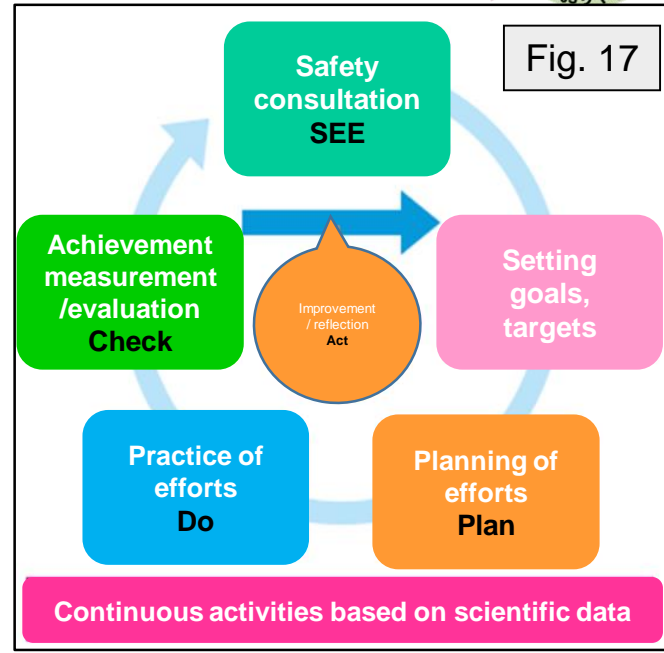 Fig. 17
Safety
consultation
SEE
Achievement
measurement
/evaluation
Check
Improvement
/ reflection
Act
Setting
goals,
targets
Practice of
efforts
Do
Planning of
efforts
Plan
Continuous activities based on scientific data